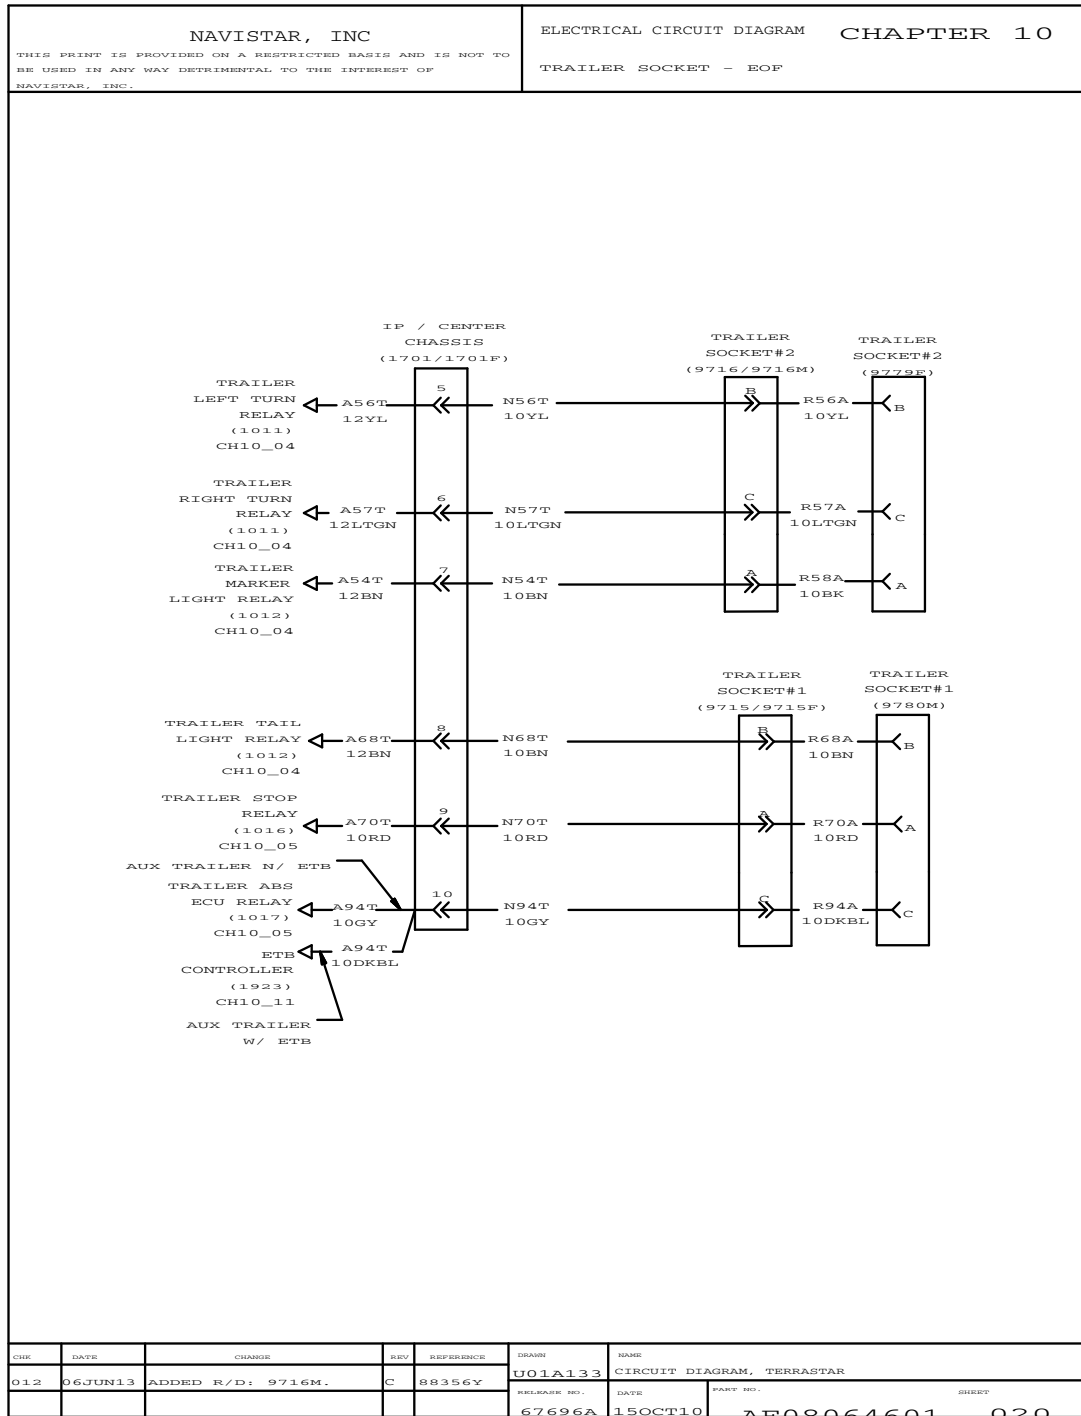 NAVISTAR, INC
THIS PRINT IS PROVIDED ON A RESTRICTED BASIS AND IS NOT TO
BE USED IN ANY WAY DETRIMENTAL TO THE INTEREST OF
NAVISTAR, INC.
ELECTRICAL CIRCUIT DIAGRAM
CHAPTER 10
TRAILER SOCKET - EOF
IP / CENTER
CHASSIS
(1701/1701F)
TRAILER
SOCKET#2
(9716/9716M)
TRAILER
SOCKET#2
(9779F)
TRAILER
LEFT TURN
RELAY
(1011)
CH10_04
A56T
12YL
5
N56T
10YL
B
R56A
10YL
B
TRAILER
RIGHT TURN
RELAY
(1011)
CH10_04
A57T
12LTGN
6
N57T
10LTGN
C
R57A
10LTGN
C
TRAILER
MARKER
LIGHT RELAY
(1012)
CH10_04
A54T
12BN
7
N54T
10BN
A
R58A
10BK
A
TRAILER
SOCKET#1
(9715/9715F)
TRAILER
SOCKET#1
(9780M)
TRAILER TAIL
LIGHT RELAY
(1012)
CH10_04
A68T
12BN
8
N68T
10BN
B
R68A
10BN
B
TRAILER STOP
RELAY
(1016)
CH10_05
A70T
10RD
9
N70T
10RD
A
R70A
10RD
A
AUX TRAILER N/ ETB
TRAILER ABS
ECU RELAY
(1017)
CH10_05
A94T
10GY
10
N94T
10GY
C
R94A
10DKBL
C
ETB
CONTROLLER
(1923)
CH10_11
A94T
10DKBL
AUX TRAILER
W/ ETB
CHK
DATE
CHANGE
REV
REFERENCE
DRAWN
NAME
012
06JUN13
ADDED R/D: 9716M.
C
88356Y
U01A133
CIRCUIT DIAGRAM, TERRASTAR
RELEASE NO.
DATE
PART NO.
SHEET
67696A
15OCT10